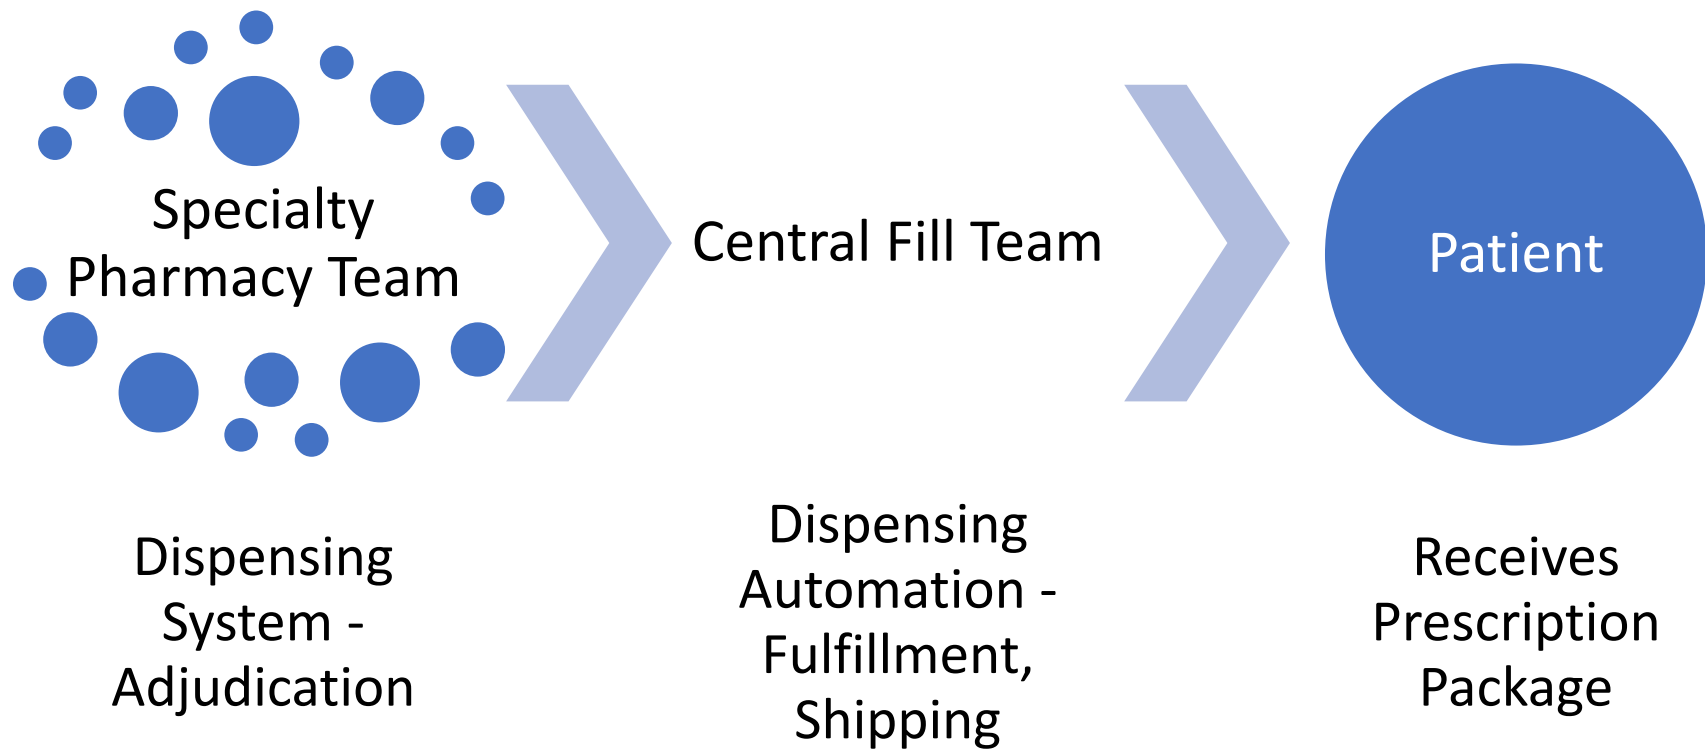 Specialty
Pharmacy Team
Central Fill Team
Patient
Dispensing
System -
Adjudication
Dispensing
Automation -
Fulfillment,
Shipping
Receives
Prescription
Package